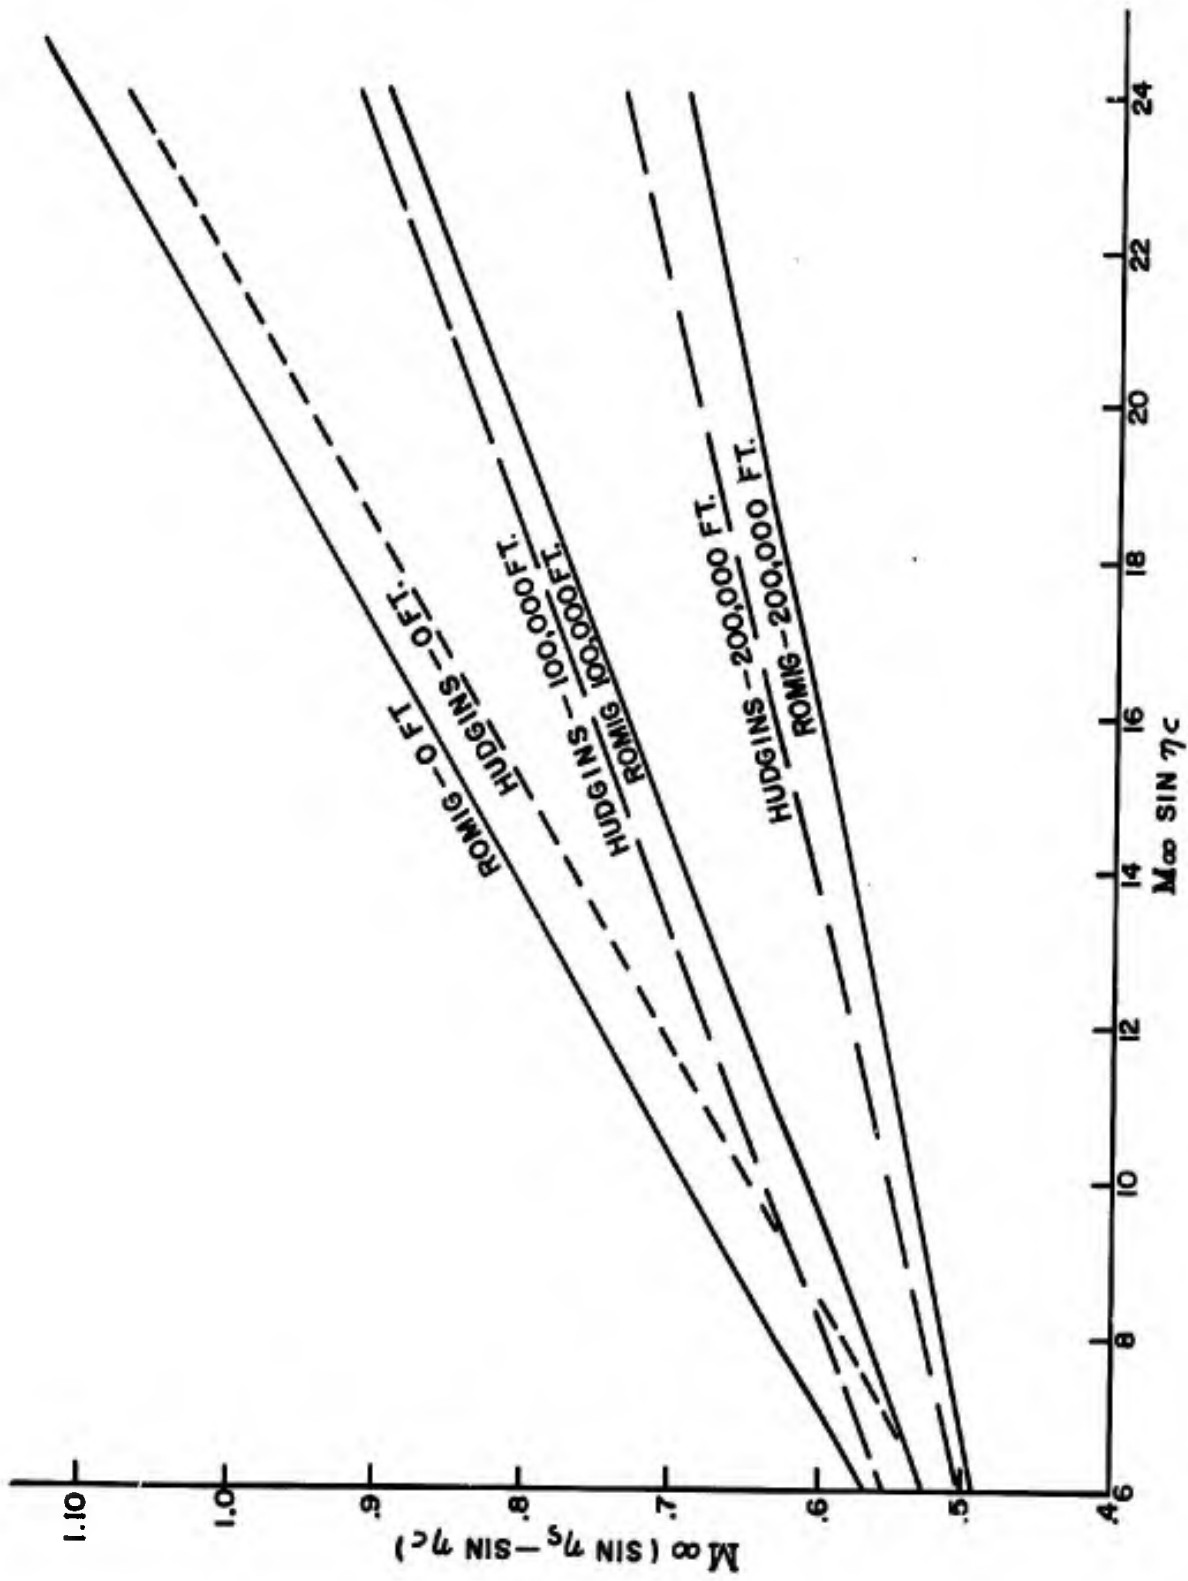 M∞ (SIN ηs − SIN ηc)
1.10
1.0
.9
.8
.7
.6
.5
.4
ROMIG – 0 FT
HUDGINS – 0 FT.
HUDGINS – 100,000 FT.
ROMIG 100,000 FT.
HUDGINS – 200,000 FT.
ROMIG – 200,000 FT.
6 8 10 12 14 16 18 20 22 24
M∞ SIN ηc